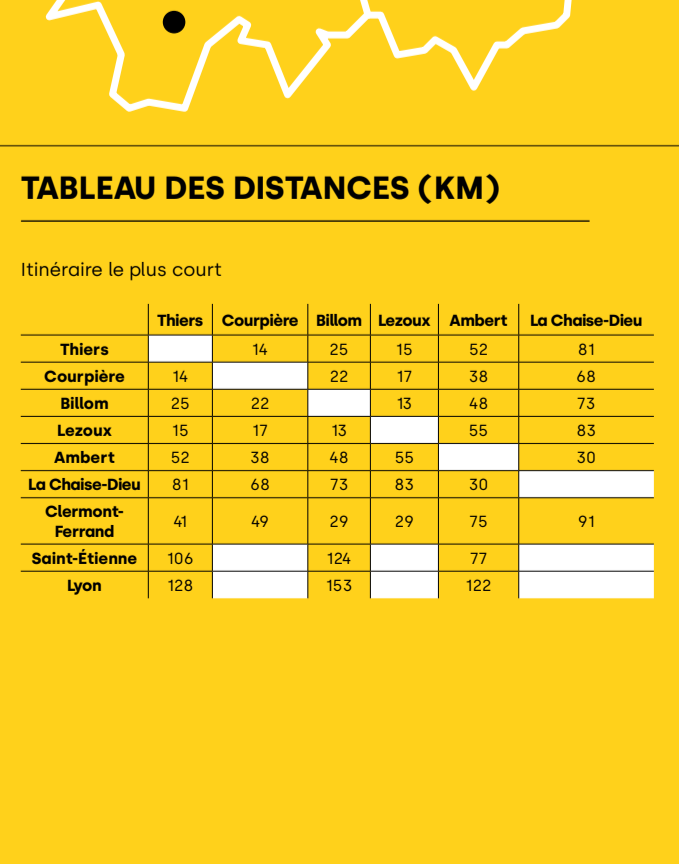 TABLEAU DES DISTANCES (KM)
Itinéraire le plus court
Thiers Courpière Billom Lezoux Ambert La Chaise-Dieu
Thiers 14 25 15 52 81
Courpière 14 22 17 38 68
Billom 25 22 13 48 73
Lezoux 15 17 13 55 83
Ambert 52 38 48 55 30
La Chaise-Dieu 81 68 73 83 30
Clermont-
Ferrand 41 49 29 29 75 91
Saint-Étienne 106 124 77
Lyon 128 153 122